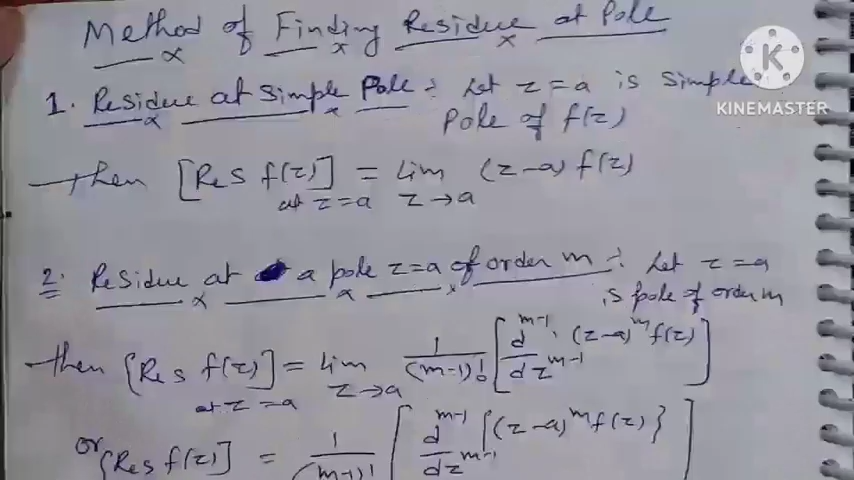 Method of Finding Residue at Pole
K
KINEMASTER
1. Residue at Simple Pole : Let z = a is simple
Pole of f(z)
Then [Res f(z)] = lim (z-a) f(z)
at z = a z → a
2. Residue at a pole z = a of order m : Let z = a
is pole of order m
then {Res f(z)] = lim 1/(m-1)! [d^{m-1}/dz^{m-1} . (z-a)^m f(z)]
at z = a z → a
or {Res f(z)] = 1/(m-1)! [d^{m-1}/dz^{m-1} {(z-a)^m f(z)}]